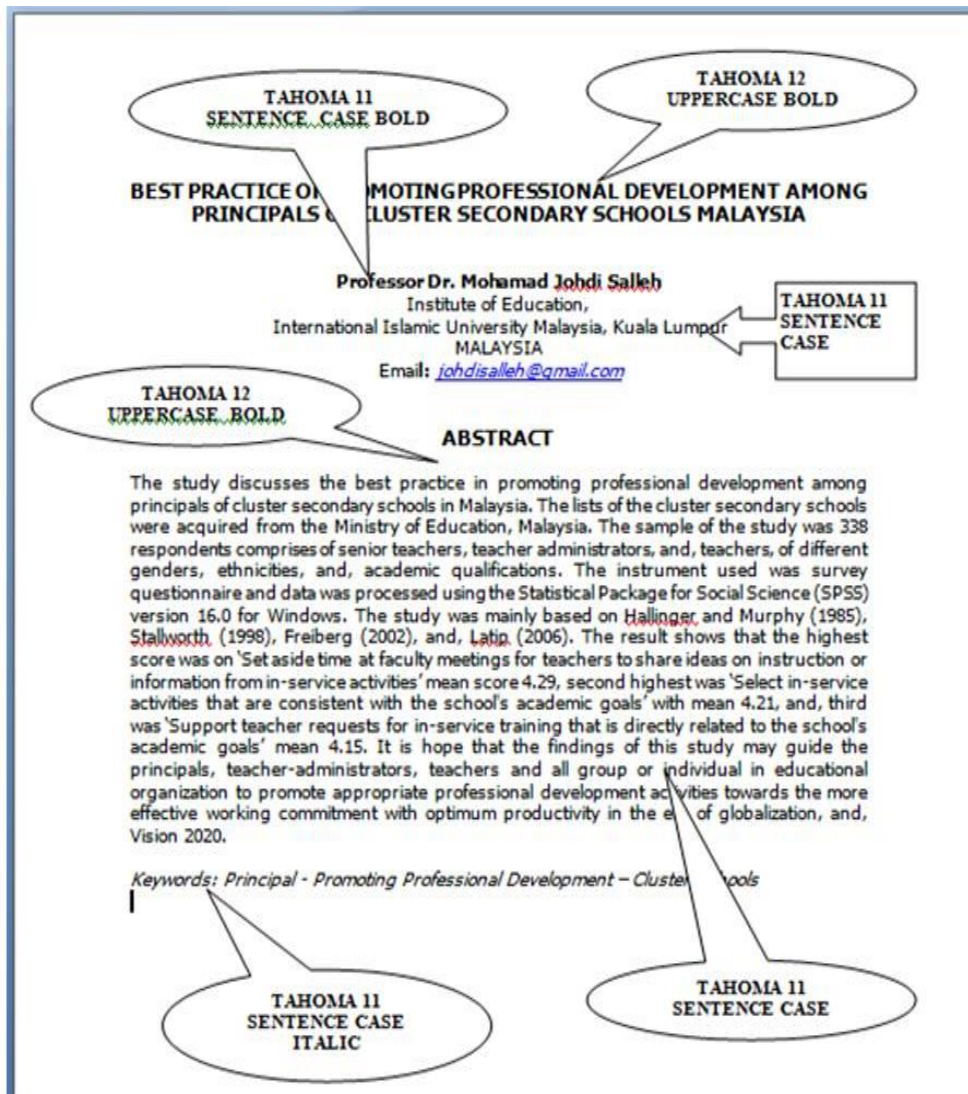 TAHOMA 11
SENTENCE CASE BOLD
TAHOMA 12
UPPERCASE BOLD
BEST PRACTICE O MOTING PROFESSIONAL DEVELOPMENT AMONG
PRINCIPALS CLUSTER SECONDARY SCHOOLS MALAYSIA
Professor Dr. Mohamad Johdi Salleh
Institute of Education,
International Islamic University Malaysia, Kuala Lumpur
MALAYSIA
Email: johdisalleh@gmail.com
TAHOMA 11
SENTENCE
CASE
TAHOMA 12
UPPERCASE BOLD
ABSTRACT
The study discusses the best practice in promoting professional development among
principals of cluster secondary schools in Malaysia. The lists of the cluster secondary schools
were acquired from the Ministry of Education, Malaysia. The sample of the study was 338
respondents comprises of senior teachers, teacher administrators, and, teachers, of different
genders, ethnicities, and, academic qualifications. The instrument used was survey
questionnaire and data was processed using the Statistical Package for Social Science (SPSS)
version 16.0 for Windows. The study was mainly based on Hallinger and Murphy (1985),
Stallworth (1998), Freiberg (2002), and, Latip (2006). The result shows that the highest
score was on ‘Set aside time at faculty meetings for teachers to share ideas on instruction or
information from in-service activities’ mean score 4.29, second highest was ‘Select in-service
activities that are consistent with the school’s academic goals’ with mean 4.21, and, third
was ‘Support teacher requests for in-service training that is directly related to the school’s
academic goals’ mean 4.15. It is hope that the findings of this study may guide the
principals, teacher-administrators, teachers and all group or individual in educational
organization to promote appropriate professional development activities towards the more
effective working commitment with optimum productivity in the e of globalization, and,
Vision 2020.
Keywords: Principal - Promoting Professional Development – Cluster hools
TAHOMA 11
SENTENCE CASE
ITALIC
TAHOMA 11
SENTENCE CASE